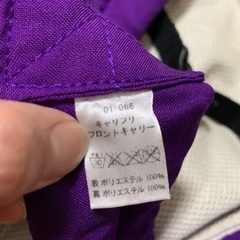 01-066
キャリフリ
フロントキャリー
表 ポリエステル 100%
裏 ポリエステル 100%